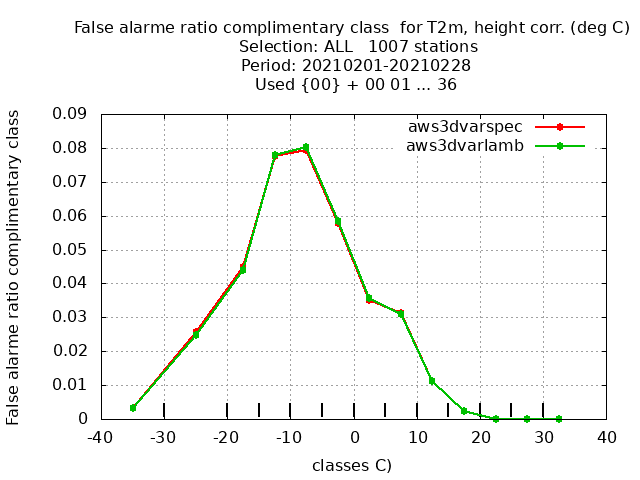 False alarme ratio complimentary class  for T2m, height corr. (deg C)
Selection: ALL   1007 stations
Period: 20210201-20210228
Used {00} + 00 01 ... 36
False alarme ratio complimentary class
0.09
0.08
0.07
0.06
0.05
0.04
0.03
0.02
0.01
0
aws3dvarspec
aws3dvarlamb
-40 -30 -20 -10 0 10 20 30 40
classes C)